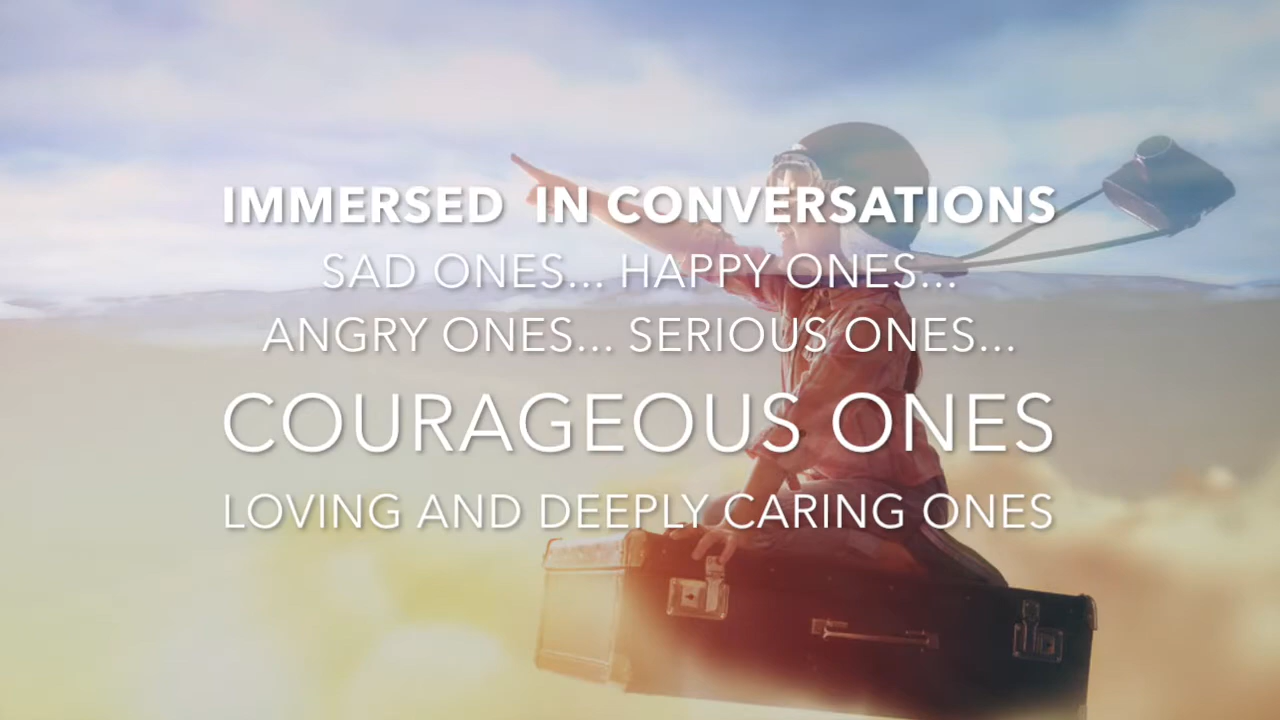 IMMERSED  IN CONVERSATIONS
SAD ONES... HAPPY ONES...
ANGRY ONES... SERIOUS ONES...
COURAGEOUS ONES
LOVING AND DEEPLY CARING ONES